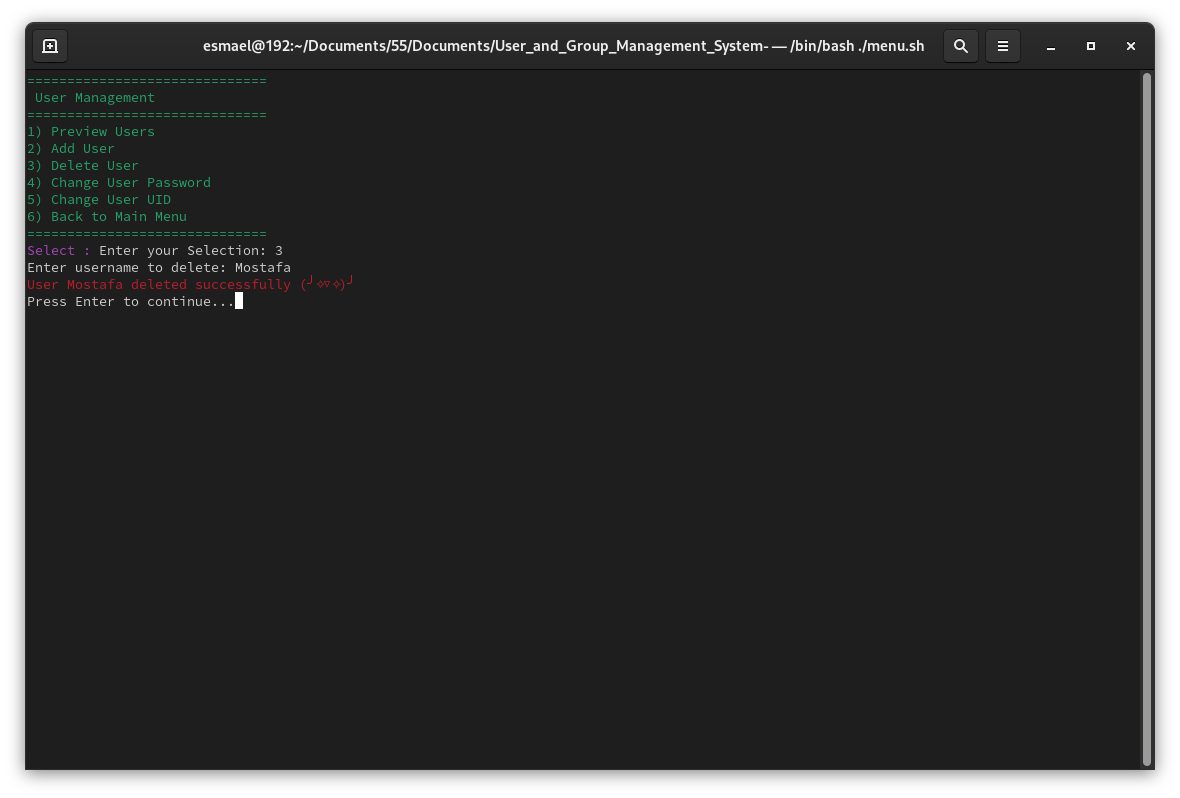 esmael@192:~/Documents/55/Documents/User_and_Group_Management_System- — /bin/bash ./menu.sh
==============================
User Management
==============================
1) Preview Users
2) Add User
3) Delete User
4) Change User Password
5) Change User UID
6) Back to Main Menu
==============================
Select : Enter your Selection: 3
Enter username to delete: Mostafa
User Mostafa deleted successfully (╯✧▽✧)╯
Press Enter to continue...